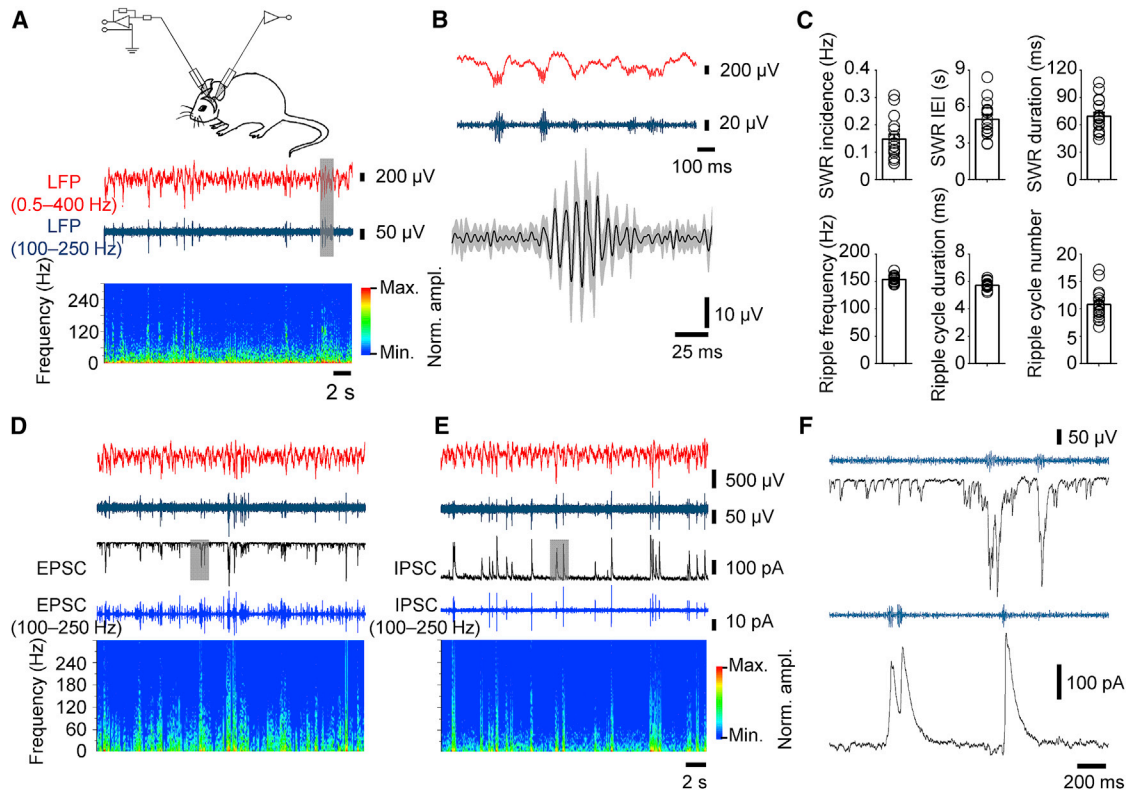 A
LFP
(0.5–400 Hz)
200 µV
LFP
(100–250 Hz)
50 µV
Frequency (Hz)
240
120
0
Max.
Min.
Norm. ampl.
2 s
B
200 µV
20 µV
100 ms
10 µV
25 ms
C
SWR incidence (Hz)
0.4
0.3
0.2
0.1
0
SWR IEI (s)
9
6
3
0
SWR duration (ms)
120
90
60
30
0
Ripple frequency (Hz)
200
150
100
50
0
Ripple cycle duration (ms)
8
6
4
2
0
Ripple cycle number
20
15
10
5
0
D
EPSC
EPSC
(100–250 Hz)
Frequency (Hz)
240
180
120
60
0
E
500 µV
50 µV
IPSC
100 pA
IPSC
(100–250 Hz)
10 pA
Max.
Min.
Norm. ampl.
2 s
F
50 µV
100 pA
200 ms